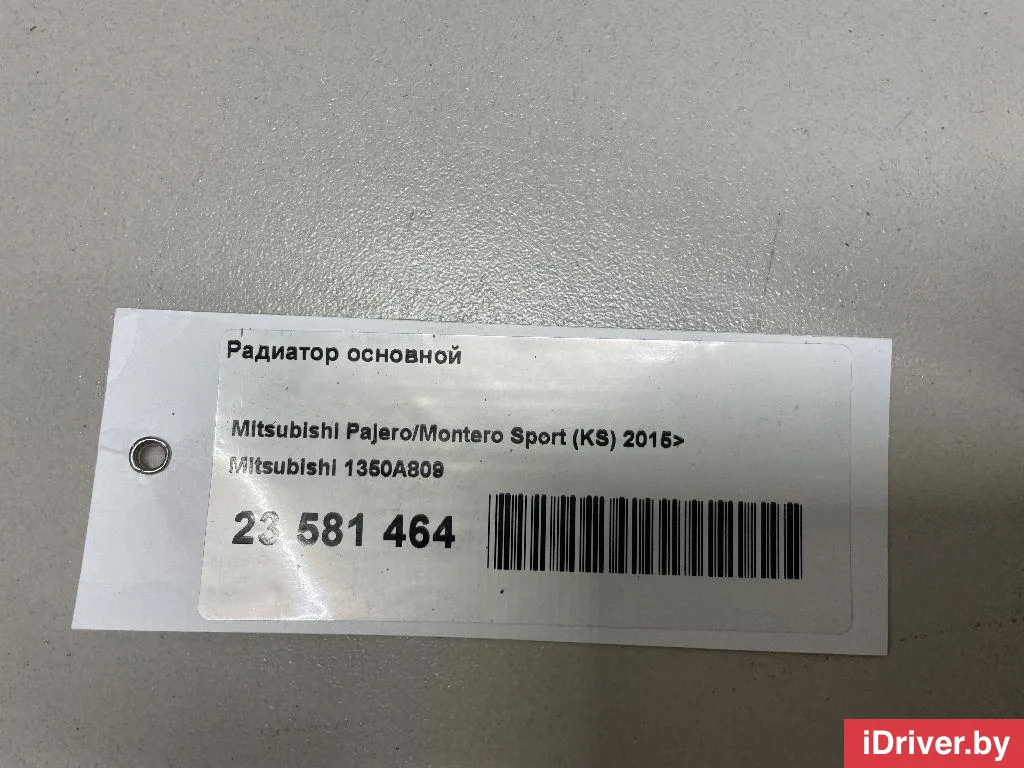 Радиатор основной
Mitsubishi Pajero/Montero Sport (KS) 2015>
Mitsubishi 1350A809
23 581 464
iDriver.by